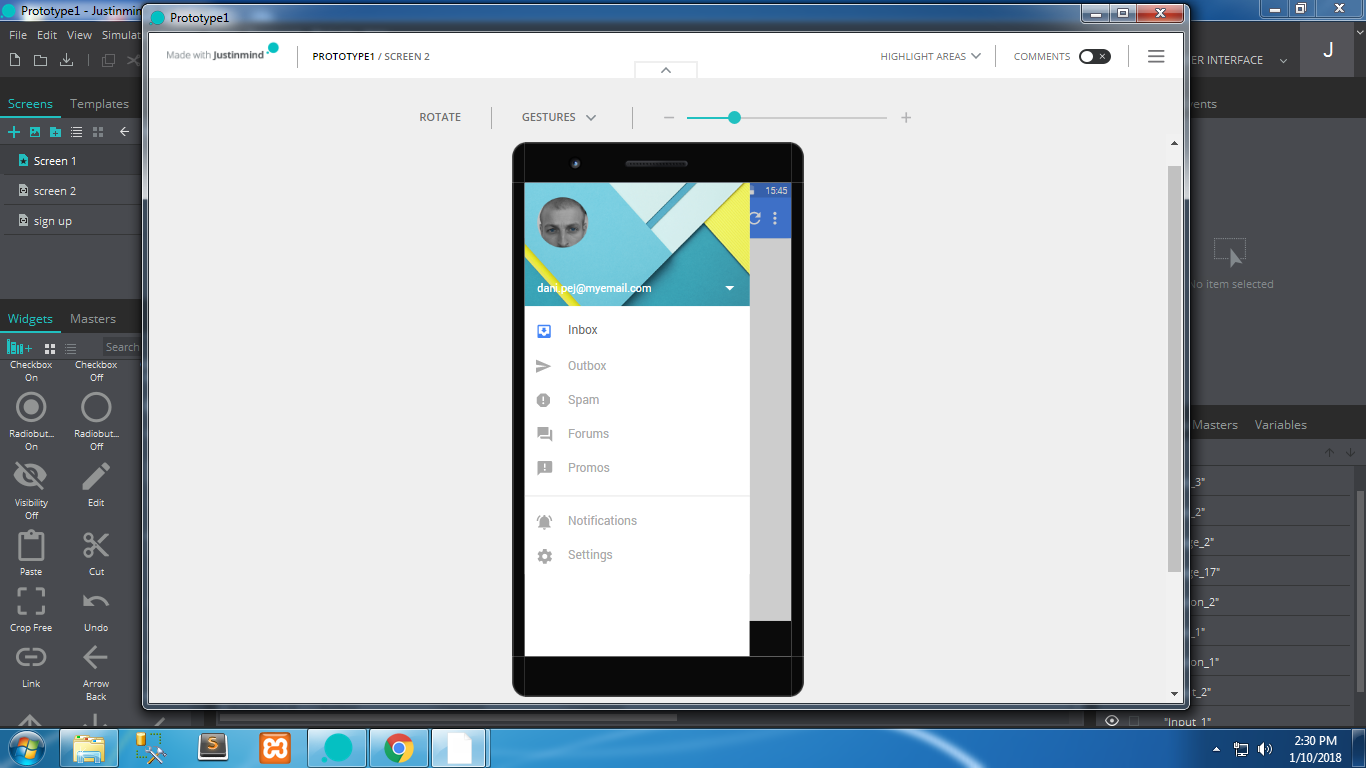 Prototype1 - Justinmin
Prototype1
File Edit View Simulat
Made with Justinmind
PROTOTYPE1 / SCREEN 2
HIGHLIGHT AREAS
COMMENTS
ER INTERFACE
J
Screens Templates
vents
ROTATE
GESTURES
Screen 1
screen 2
sign up
15:45
dani.pej@myemail.com
No item selected
Widgets Masters
Search
Inbox
Outbox
Spam
Forums
Promos
Notifications
Settings
Checkbox
On
Checkbox
Off
Radiobut...
On
Radiobut...
Off
Visibility
Off
Edit
Paste
Cut
Crop Free
Undo
Link
Arrow
Back
Masters Variables
_3"
_2"
ge_2"
ge_17"
on_2"
_1"
on_1"
t_2"
"Input_1"
2:30 PM
1/10/2018